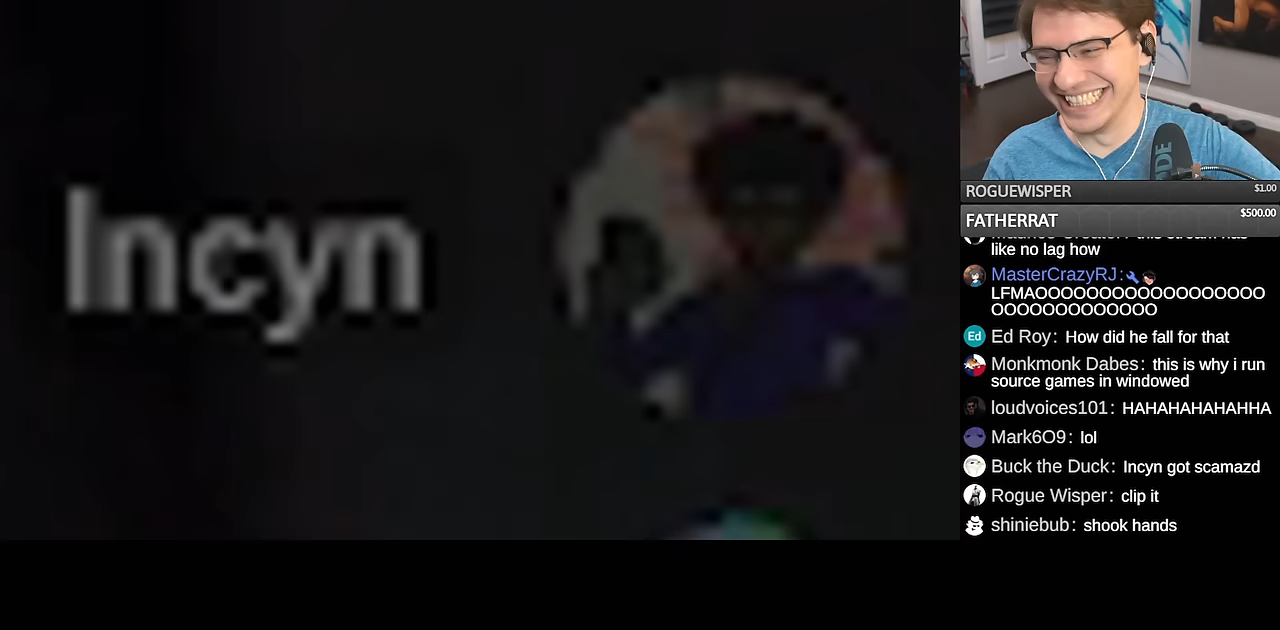 Incyn
ROGUEWISPER $1.00
FATHERRAT $500.00
like no lag how
MasterCrazyRJ:
LFMAOOOOOOOOOOOOOOOOOO
OOOOOOOOOOOOO
Ed Ed Roy: How did he fall for that
Monkmonk Dabes: this is why i run
source games in windowed
loudvoices101: HAHAHAHAHAHHA
Mark6O9: lol
Buck the Duck: Incyn got scamazd
Rogue Wisper: clip it
shiniebub: shook hands